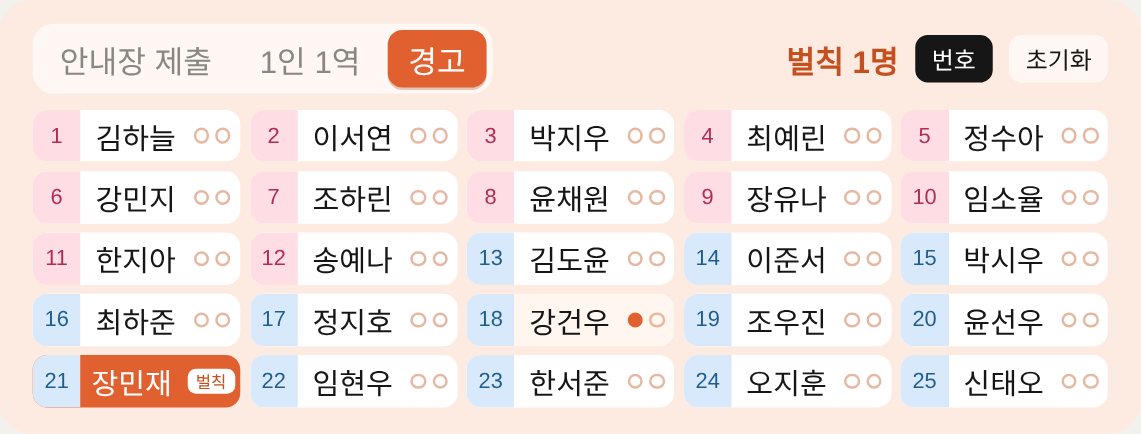 안내장 제출 1인 1역 경고 벌칙 1명 번호 초기화
1 김하늘 2 이서연 3 박지우 4 최예린 5 정수아
6 강민지 7 조하린 8 윤채원 9 장유나 10 임소율
11 한지아 12 송예나 13 김도윤 14 이준서 15 박시우
16 최하준 17 정지호 18 강건우 19 조우진 20 윤선우
21 장민재 벌칙 22 임현우 23 한서준 24 오지훈 25 신태오